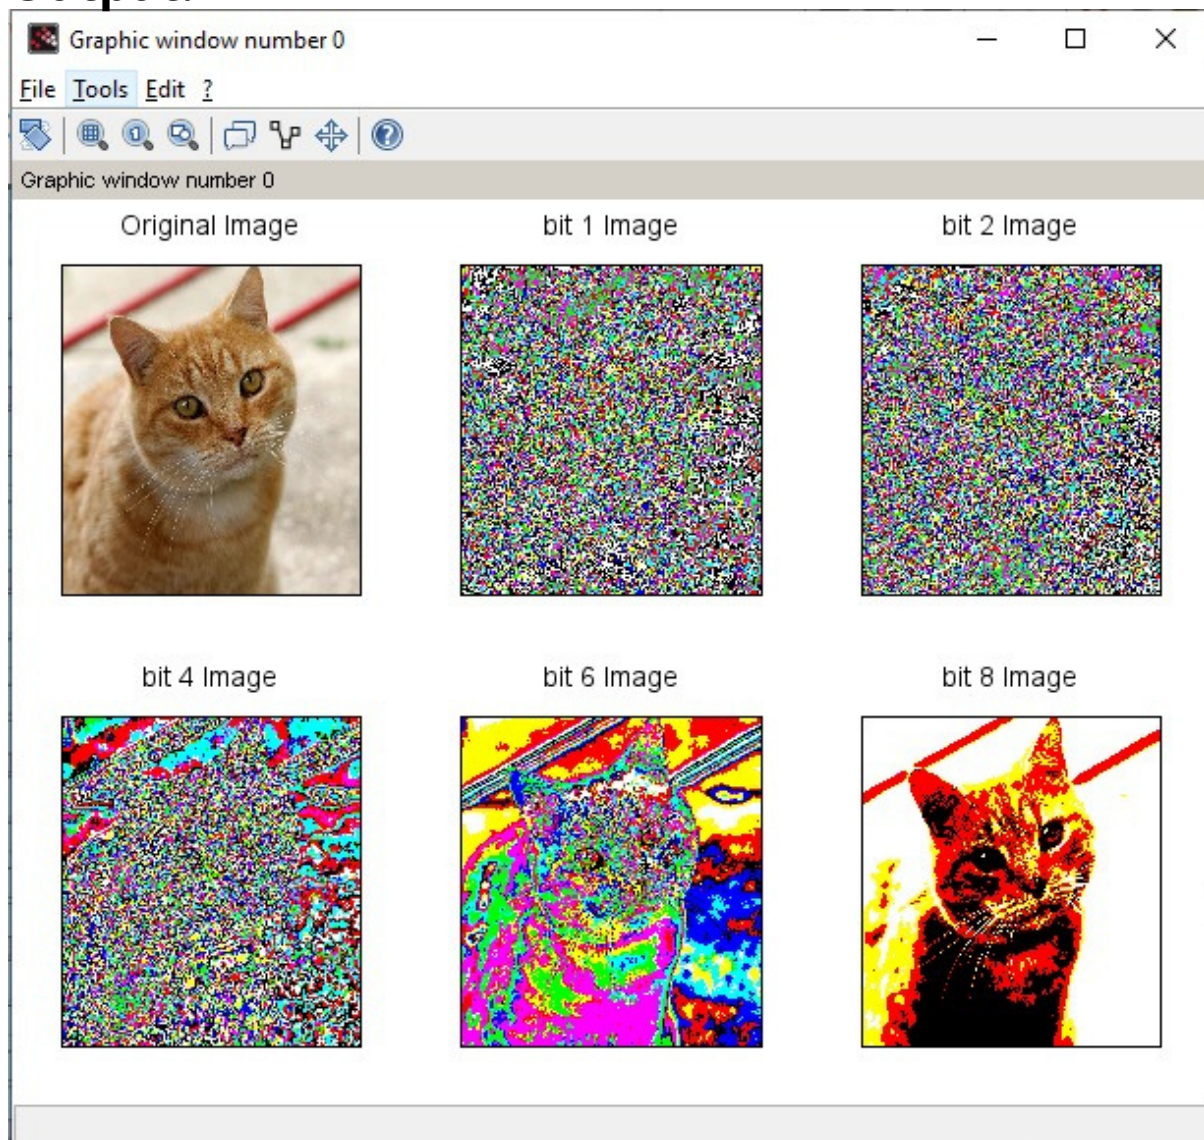 Graphic window number 0
File Tools Edit ?
Graphic window number 0
Original Image bit 1 Image bit 2 Image
bit 4 Image bit 6 Image bit 8 Image